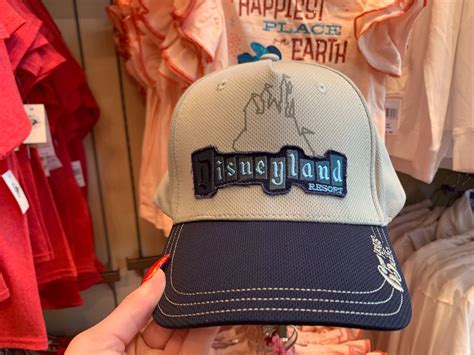 HAPPIEST
PLACE
EARTH
Disneyland
RESORT